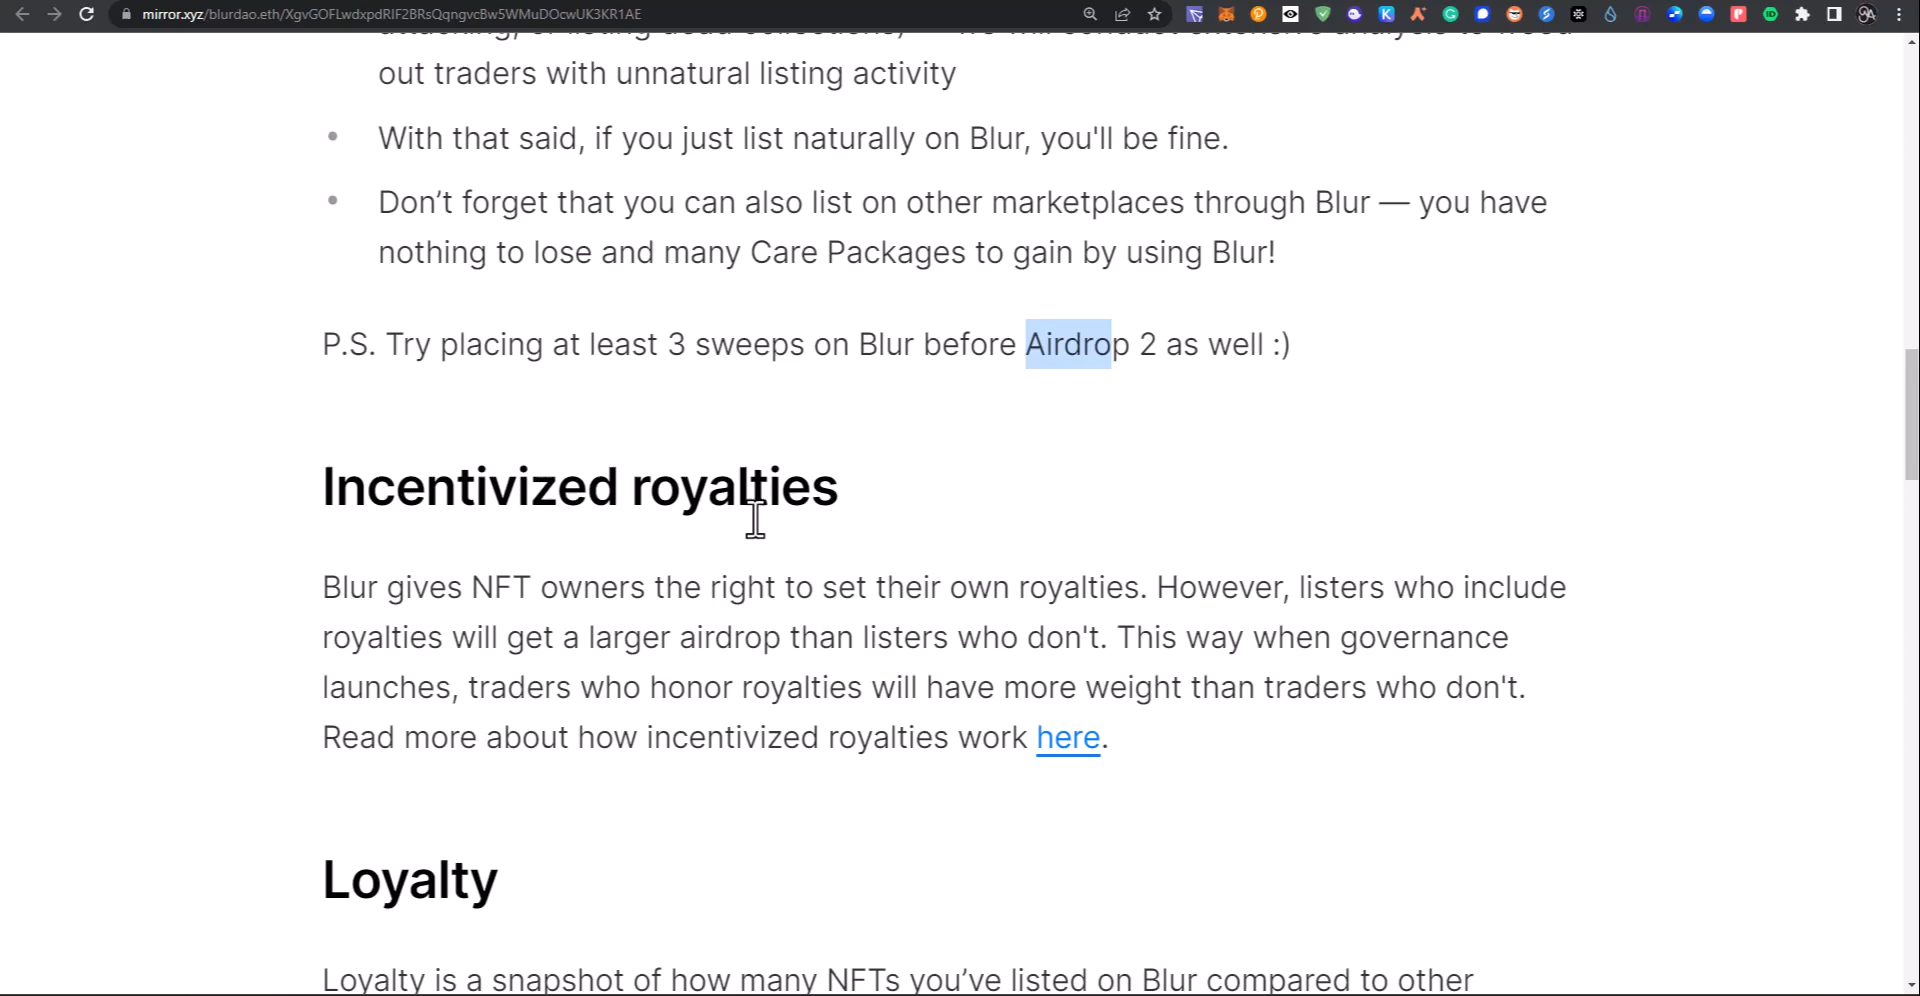 mirror.xyz/blurdao.eth/XgvGOFLwdxpdRIF2BRsQqngvcBw5WMuDOcwUK3KR1AE
out traders with unnatural listing activity
• With that said, if you just list naturally on Blur, you'll be fine.
• Don’t forget that you can also list on other marketplaces through Blur — you have
nothing to lose and many Care Packages to gain by using Blur!
P.S. Try placing at least 3 sweeps on Blur before Airdrop 2 as well :)
Incentivized royalties
Blur gives NFT owners the right to set their own royalties. However, listers who include
royalties will get a larger airdrop than listers who don't. This way when governance
launches, traders who honor royalties will have more weight than traders who don't.
Read more about how incentivized royalties work here.
Loyalty
Loyalty is a snapshot of how many NFTs you’ve listed on Blur compared to other